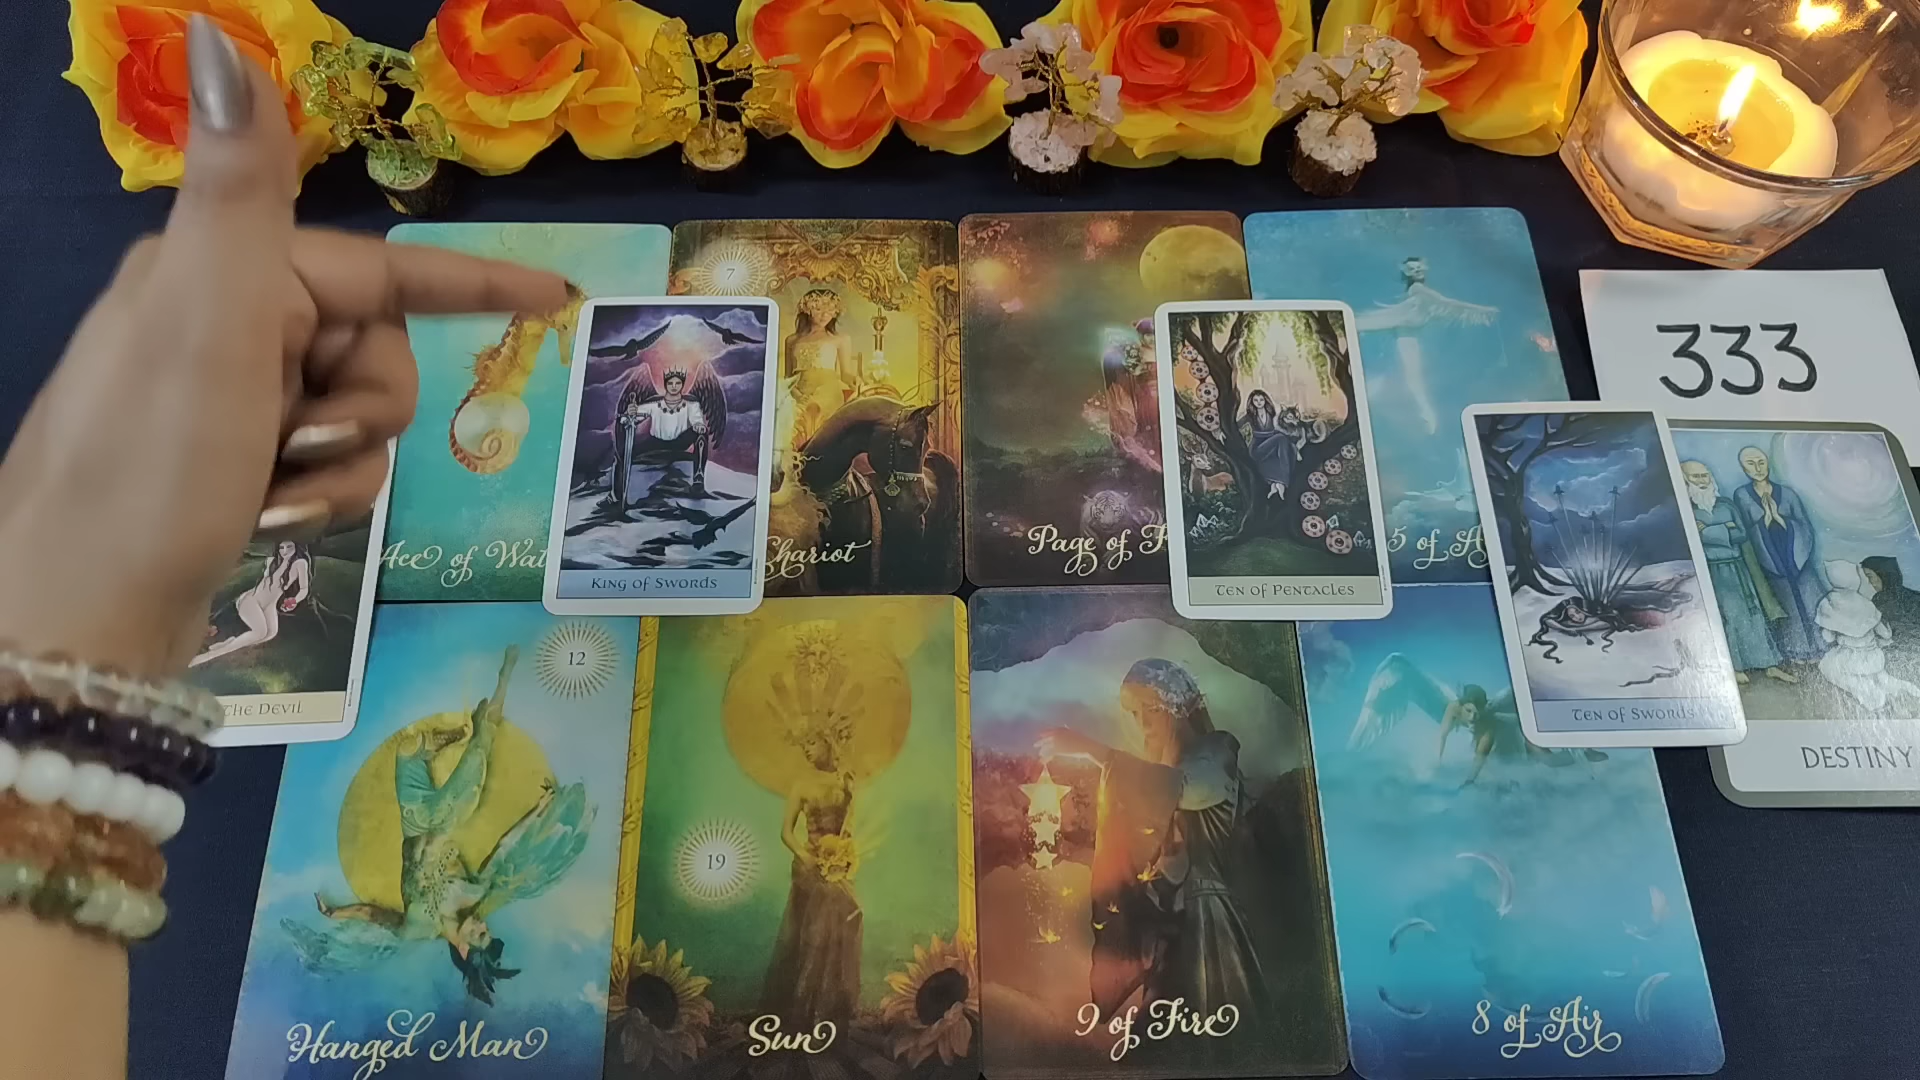 7
333
Ace of Wat
KING OF SWORDS
Chariot
Page of F
TEN OF PENTACLES
5 of A
THE DEVIL
TEN OF SWORDS
DESTINY
12
19
Hanged Man
Sun
9 of Fire
8 of Air